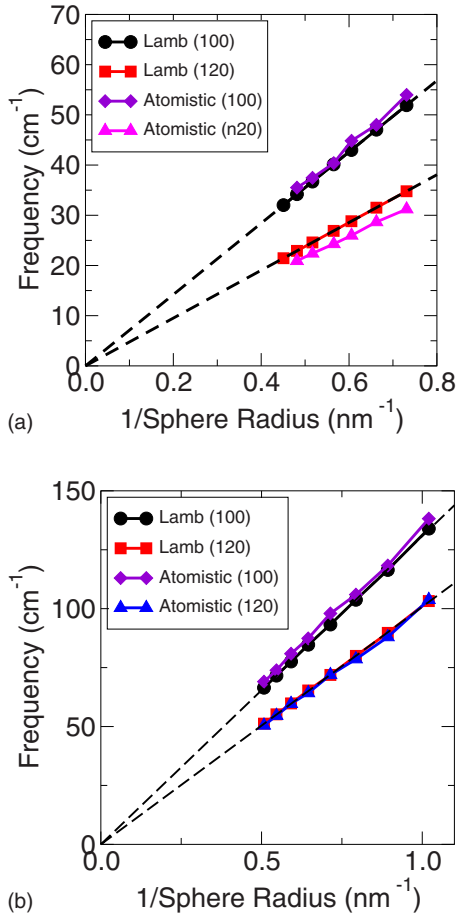 70
60
50
40
30
20
10
0
Frequency (cm⁻¹)
Lamb (100)
Lamb (120)
Atomistic (100)
Atomistic (n20)
0.0 0.2 0.4 0.6 0.8
1/Sphere Radius (nm⁻¹)
(a)
150
100
50
0
Frequency (cm⁻¹)
Lamb (100)
Lamb (120)
Atomistic (100)
Atomistic (120)
0.0 0.5 1.0
1/Sphere Radius (nm⁻¹)
(b)